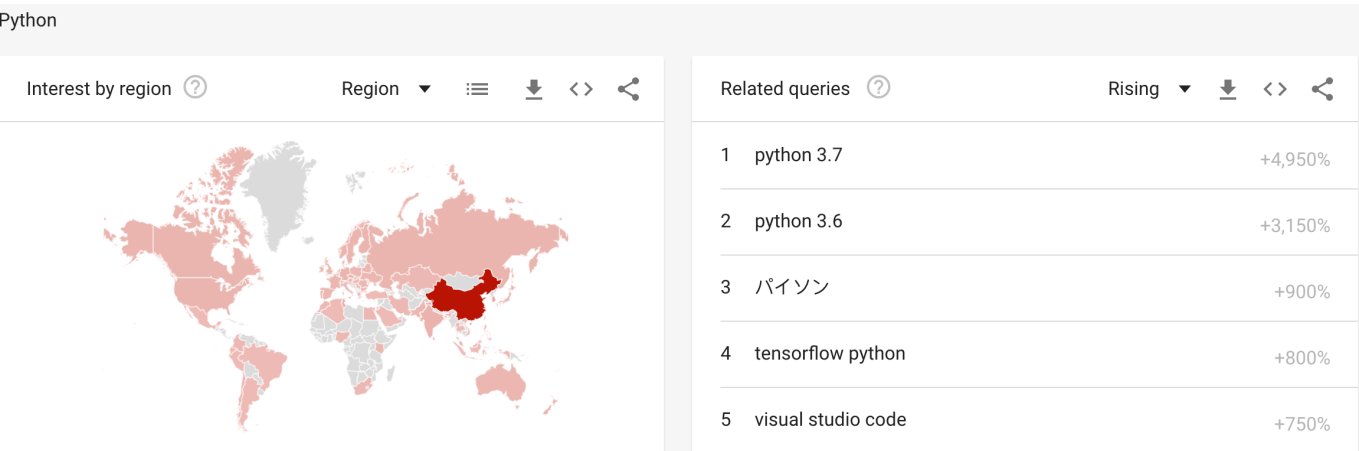 Python
Interest by region
Region
Related queries
Rising
1 python 3.7 +4,950%
2 python 3.6 +3,150%
3 パイソン +900%
4 tensorflow python +800%
5 visual studio code +750%